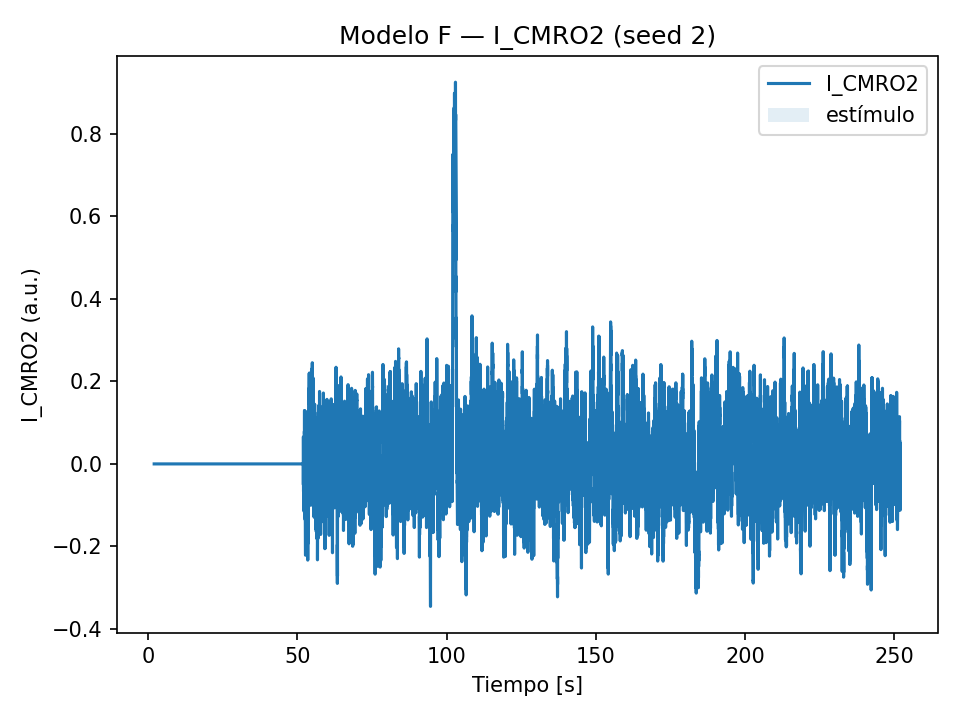 Modelo F — I_CMRO2 (seed 2)
I_CMRO2
estímulo
I_CMRO2 (a.u.)
0.8
0.6
0.4
0.2
0.0
−0.2
−0.4
0 50 100 150 200 250
Tiempo [s]